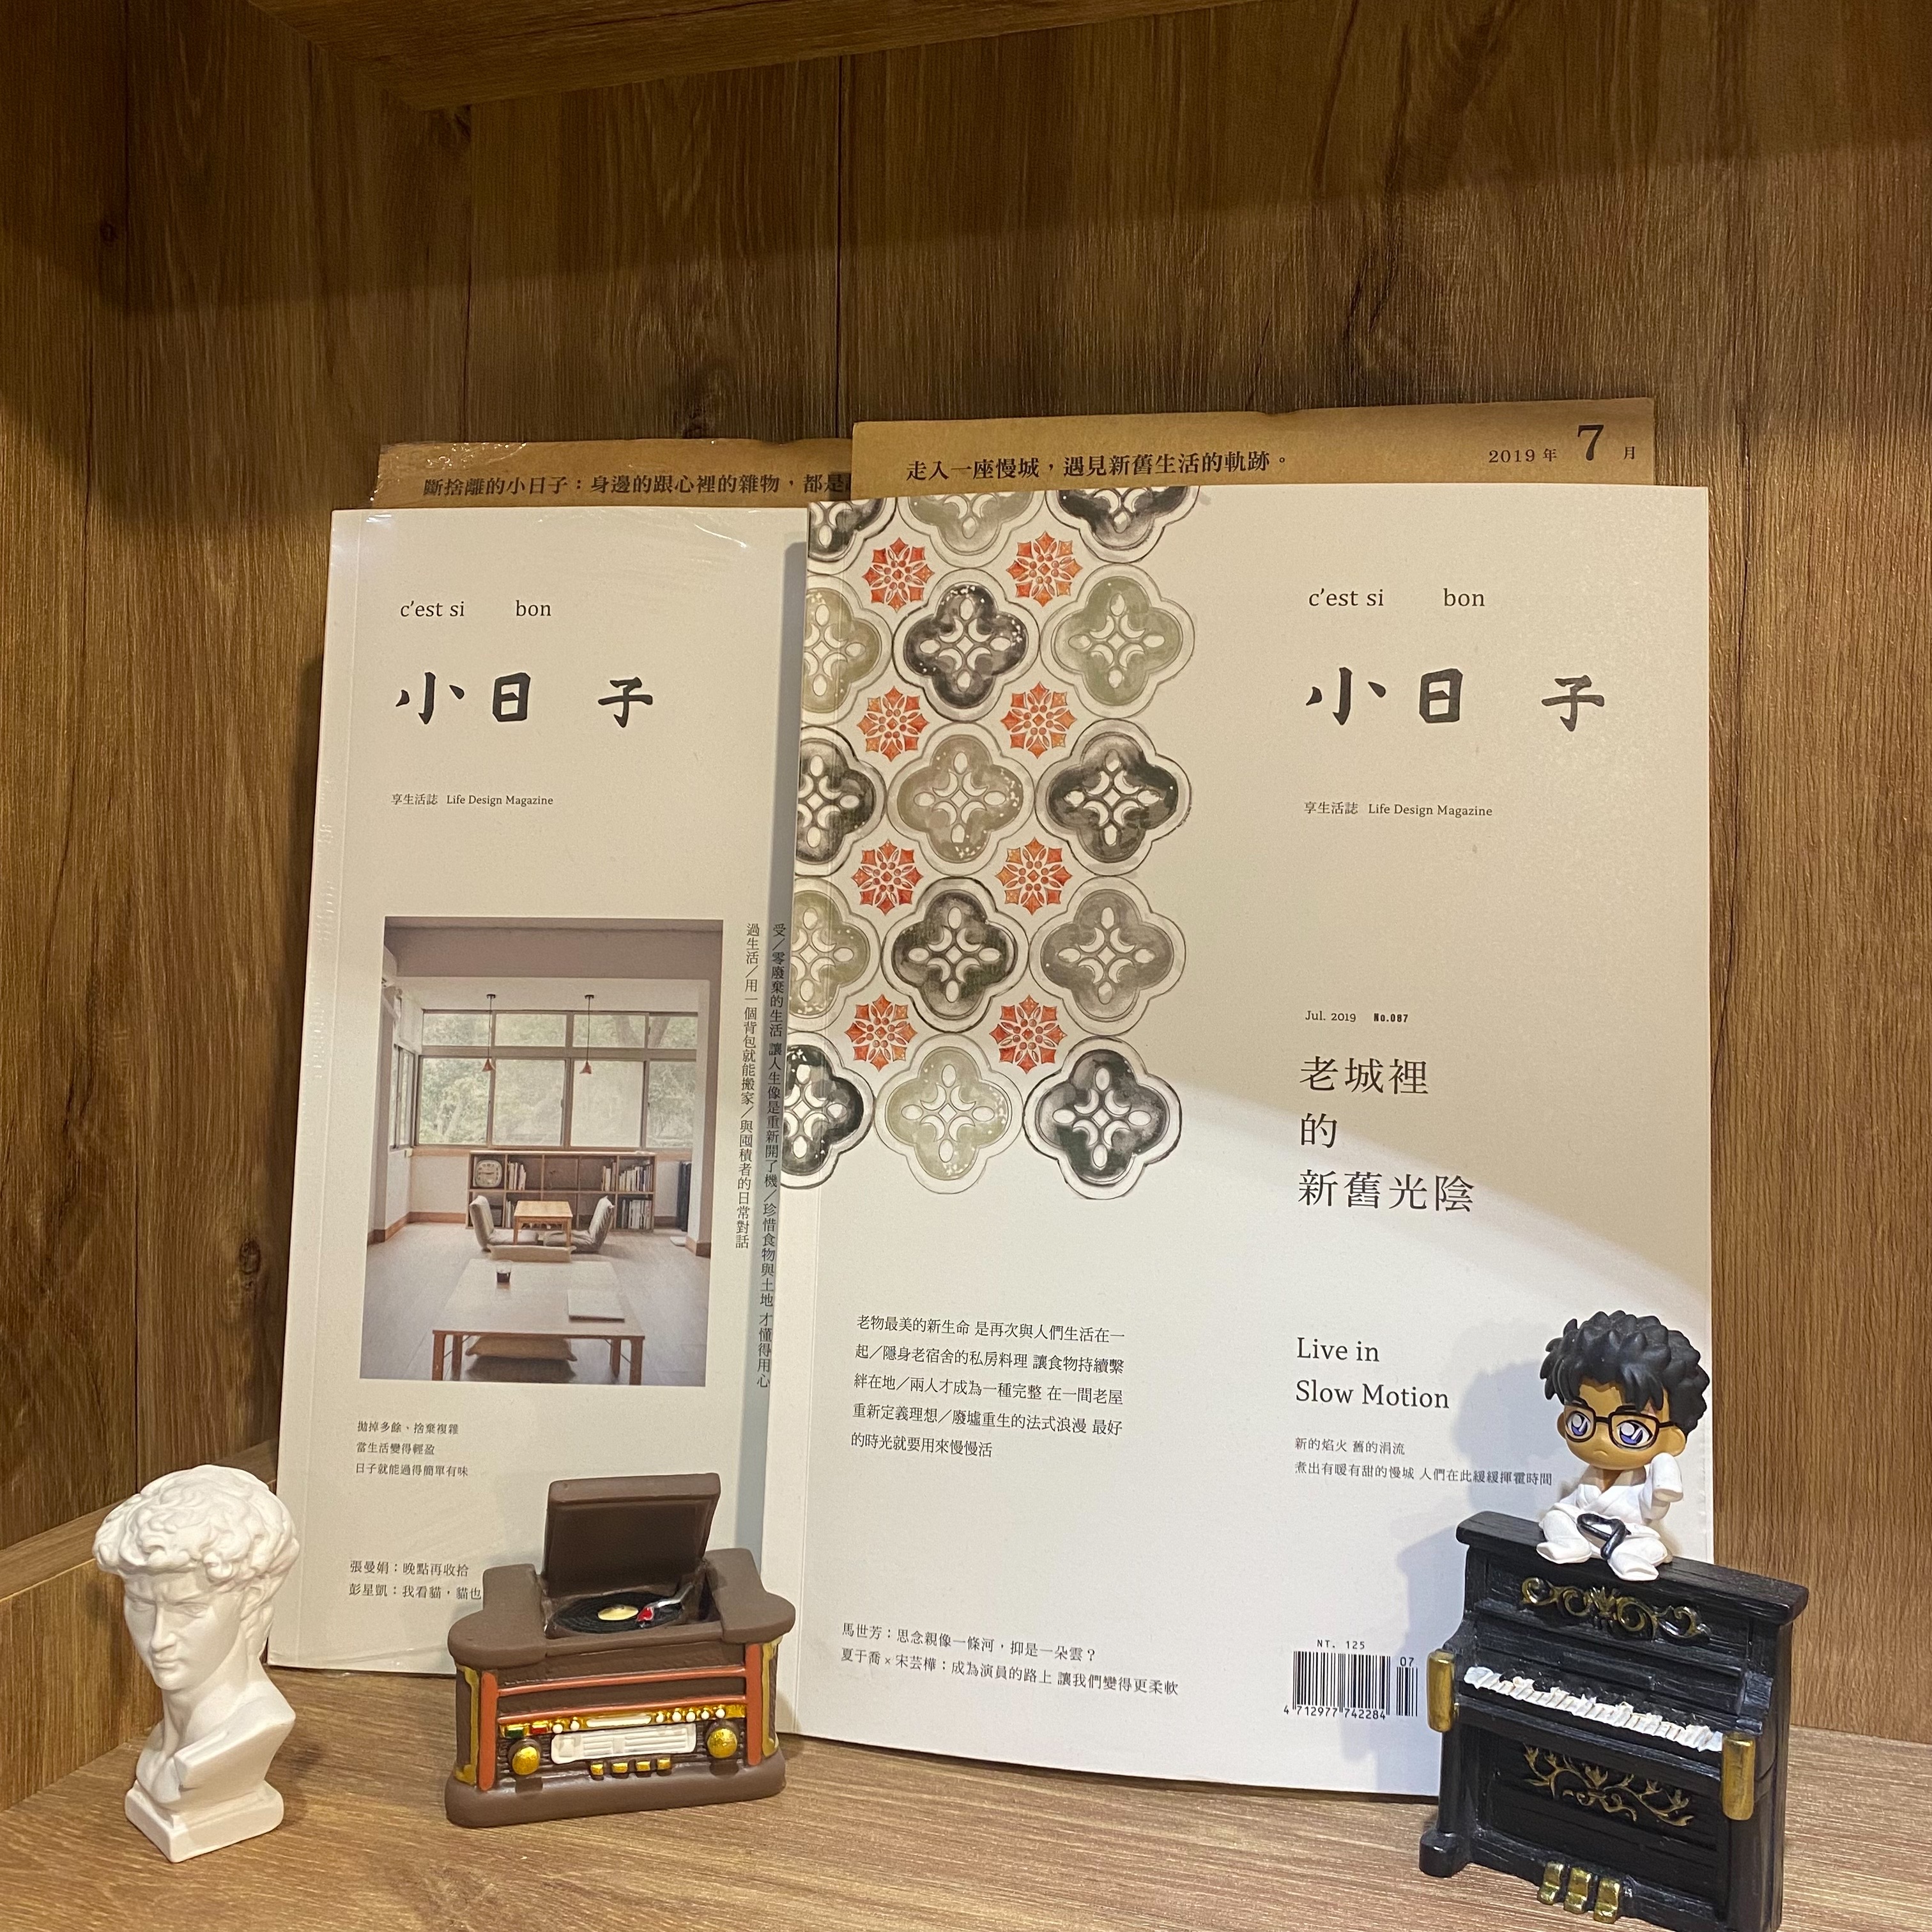 斷捨離的小日子：身邊的跟心裡的雜物，都是
c'est si bon
小日子
享生活誌 Life Design Magazine
受／零廢棄的生活 讓人生像是重新開了機／珍惜食物與土地 才懂得用心
過生活／用一個背包就能搬家／與囤積者的日常對話
拋掉多餘、捨棄複雜
當生活變得輕盈
日子就能過得簡單有味
張曼娟：晚點再收拾
彭星凱：我看貓，貓也
走入一座慢城，遇見新舊生活的軌跡。
2019 年 7 月
c'est si bon
小日子
享生活誌 Life Design Magazine
Jul. 2019 No.087
老城裡
的
新舊光陰
老物最美的新生命 是再次與人們生活在一
起／隱身老宿舍的私房料理 讓食物持續繫
絆在地／兩人才成為一種完整 在一間老屋
重新定義理想／廢墟重生的法式浪漫 最好
的時光就要用來慢慢活
Live in
Slow Motion
新的焰火 舊的涓流
煮出有暖有甜的慢城 人們在此緩緩揮霍時間
馬世芳：思念親像一條河，抑是一朵雲？
夏于喬 × 宋芸樺：成為演員的路上 讓我們變得更柔軟
NT. 125
07
4 712977 742284